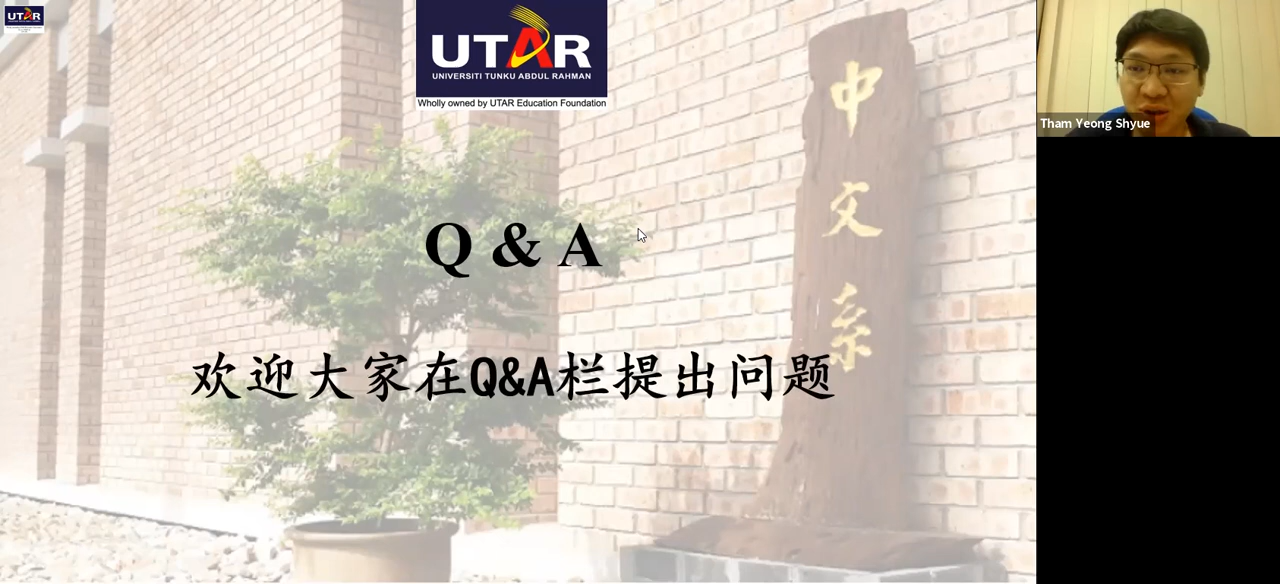 UTAR
UNIVERSITI TUNKU ABDUL RAHMAN
Wholly owned by UTAR Education Foundation
Tham Yeong Shyue
中文系
Q & A
欢迎大家在Q&A栏提出问题
UTAR